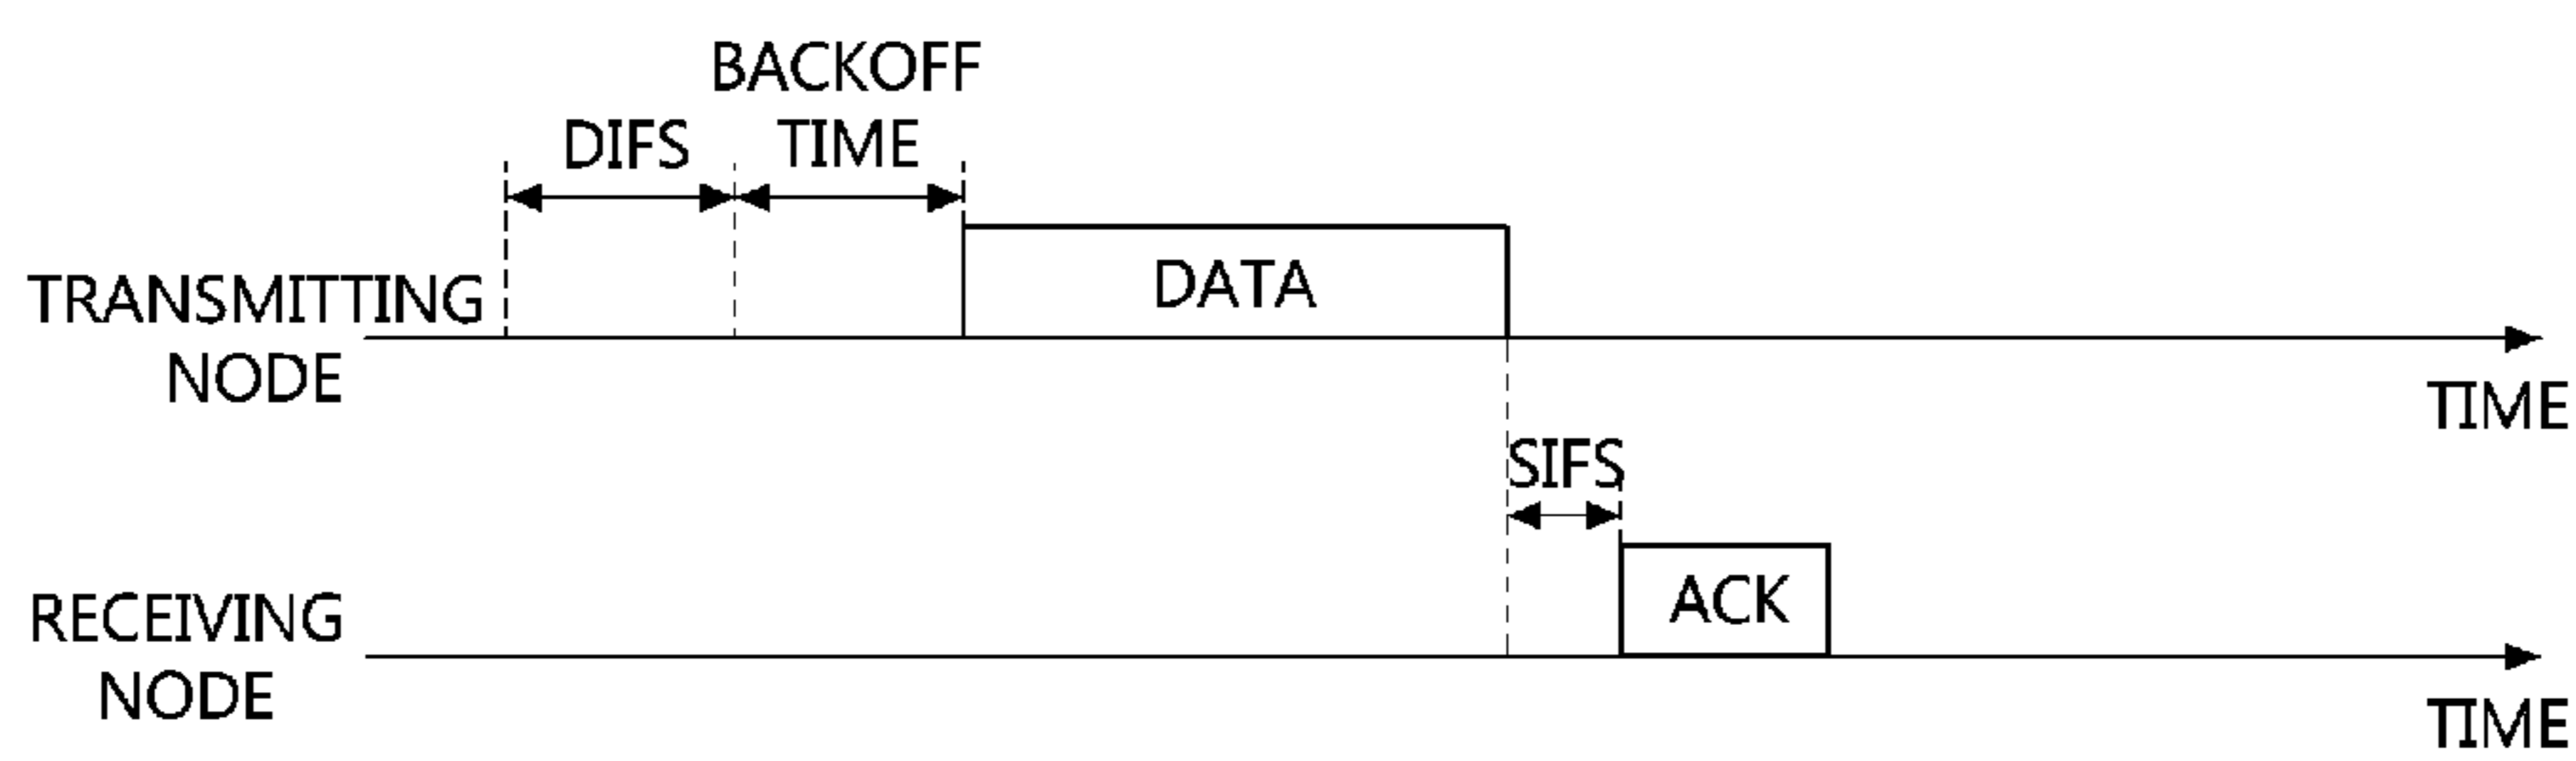 BACKOFF
DIFS TIME
TRANSMITTING
NODE
DATA
TIME
SIFS
RECEIVING
NODE
ACK
TIME